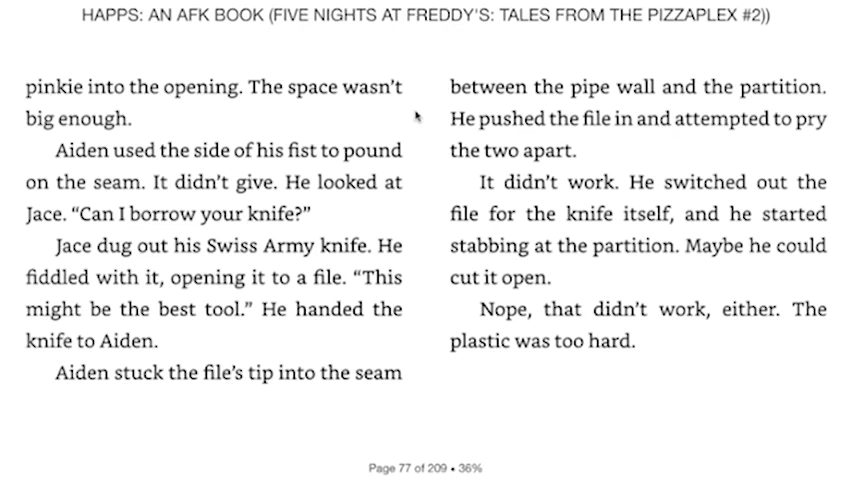 HAPPS: AN AFK BOOK (FIVE NIGHTS AT FREDDY'S: TALES FROM THE PIZZAPLEX #2))
pinkie into the opening. The space wasn't
big enough.
Aiden used the side of his fist to pound
on the seam. It didn't give. He looked at
Jace. “Can I borrow your knife?”
Jace dug out his Swiss Army knife. He
fiddled with it, opening it to a file. “This
might be the best tool.” He handed the
knife to Aiden.
Aiden stuck the file's tip into the seam
between the pipe wall and the partition.
He pushed the file in and attempted to pry
the two apart.
It didn't work. He switched out the
file for the knife itself, and he started
stabbing at the partition. Maybe he could
cut it open.
Nope, that didn't work, either. The
plastic was too hard.
Page 77 of 209 • 36%